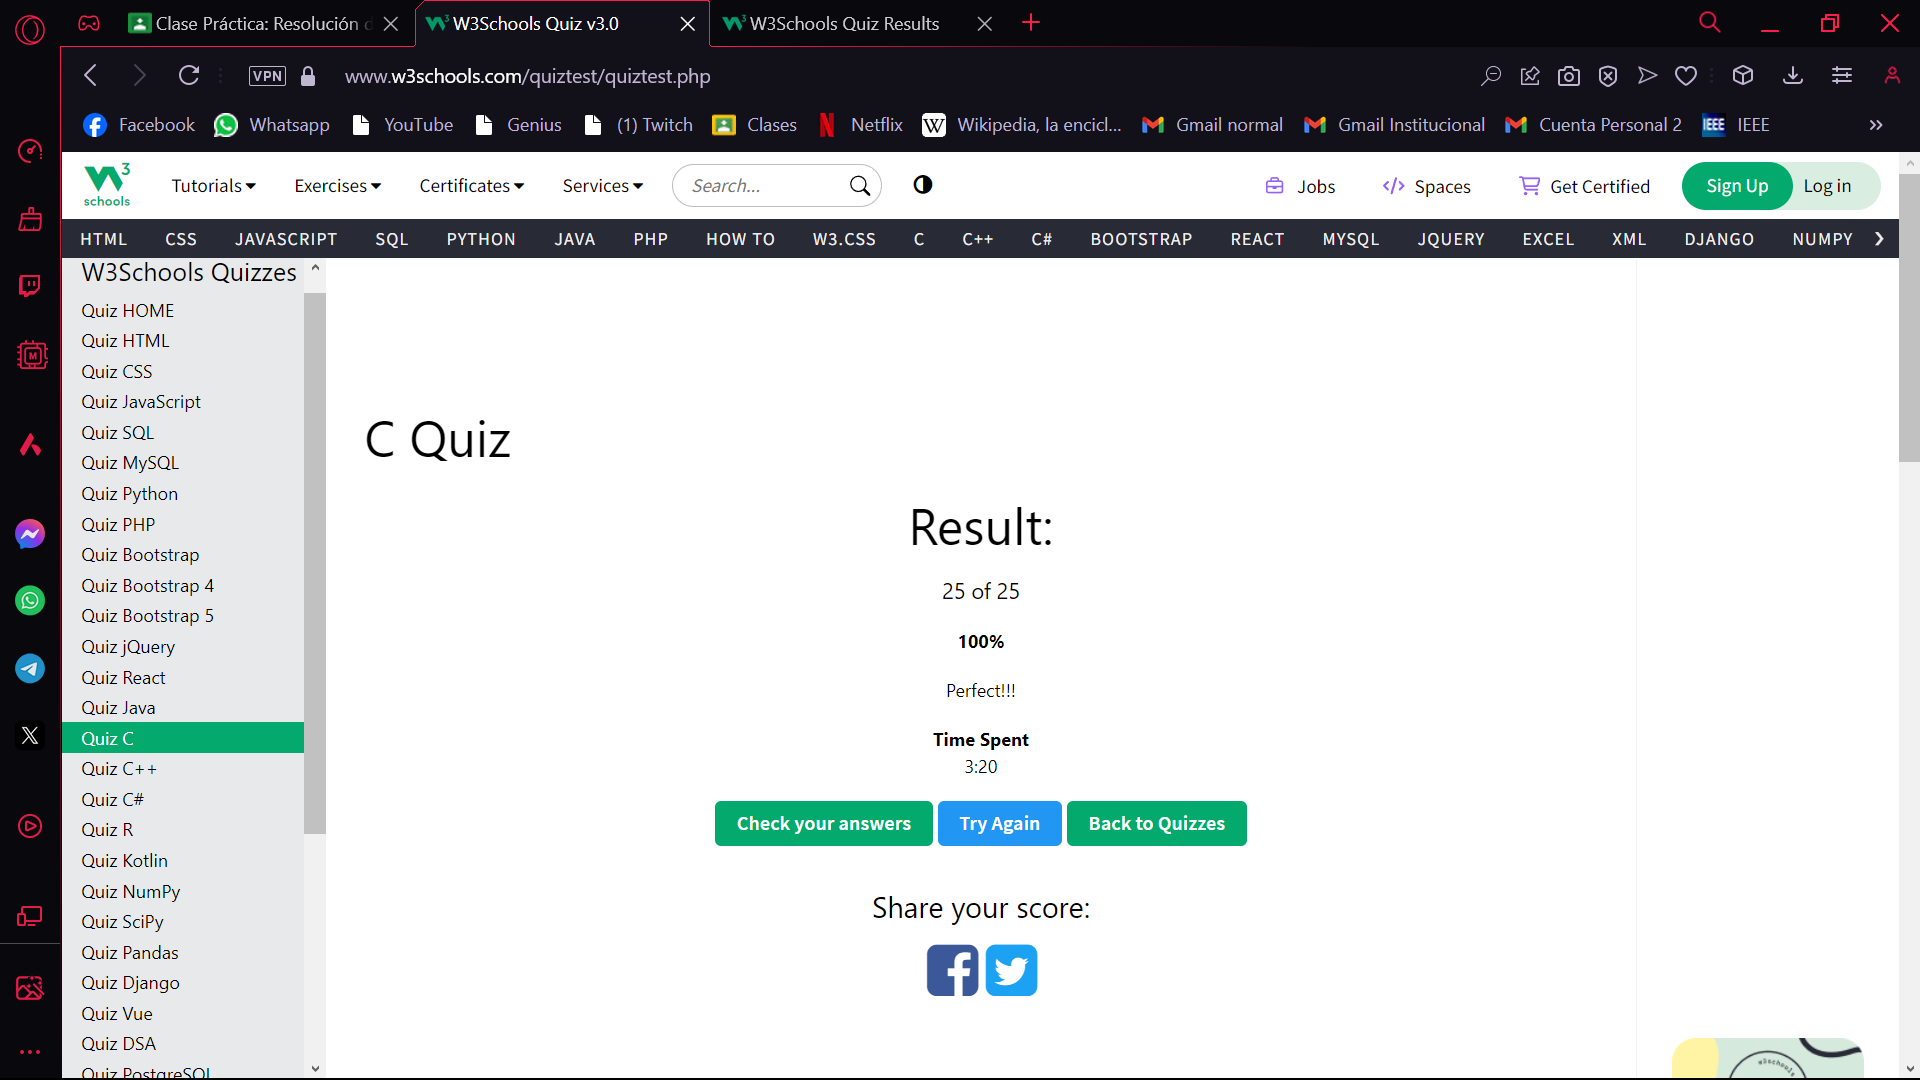 Clase Práctica: Resolución d
W3Schools Quiz v3.0
W3Schools Quiz Results
VPN
www.w3schools.com/quiztest/quiztest.php
Facebook
Whatsapp
YouTube
Genius
(1) Twitch
Clases
Netflix
W
Wikipedia, la encicl...
Gmail normal
Gmail Institucional
Cuenta Personal 2
IEEE
IEEE
W3 schools
Tutorials
Exercises
Certificates
Services
Search...
Jobs
Spaces
Get Certified
Sign Up
Log in
HTML
CSS
JAVASCRIPT
SQL
PYTHON
JAVA
PHP
HOW TO
W3.CSS
C
C++
C#
BOOTSTRAP
REACT
MYSQL
JQUERY
EXCEL
XML
DJANGO
NUMPY
W3Schools Quizzes
Quiz HOME
Quiz HTML
Quiz CSS
Quiz JavaScript
Quiz SQL
Quiz MySQL
Quiz Python
Quiz PHP
Quiz Bootstrap
Quiz Bootstrap 4
Quiz Bootstrap 5
Quiz jQuery
Quiz React
Quiz Java
Quiz C
Quiz C++
Quiz C#
Quiz R
Quiz Kotlin
Quiz NumPy
Quiz SciPy
Quiz Pandas
Quiz Django
Quiz Vue
Quiz DSA
Quiz PostgreSQL
C Quiz
Result:
25 of 25
100%
Perfect!!!
Time Spent
3:20
Check your answers
Try Again
Back to Quizzes
Share your score:
w3schools